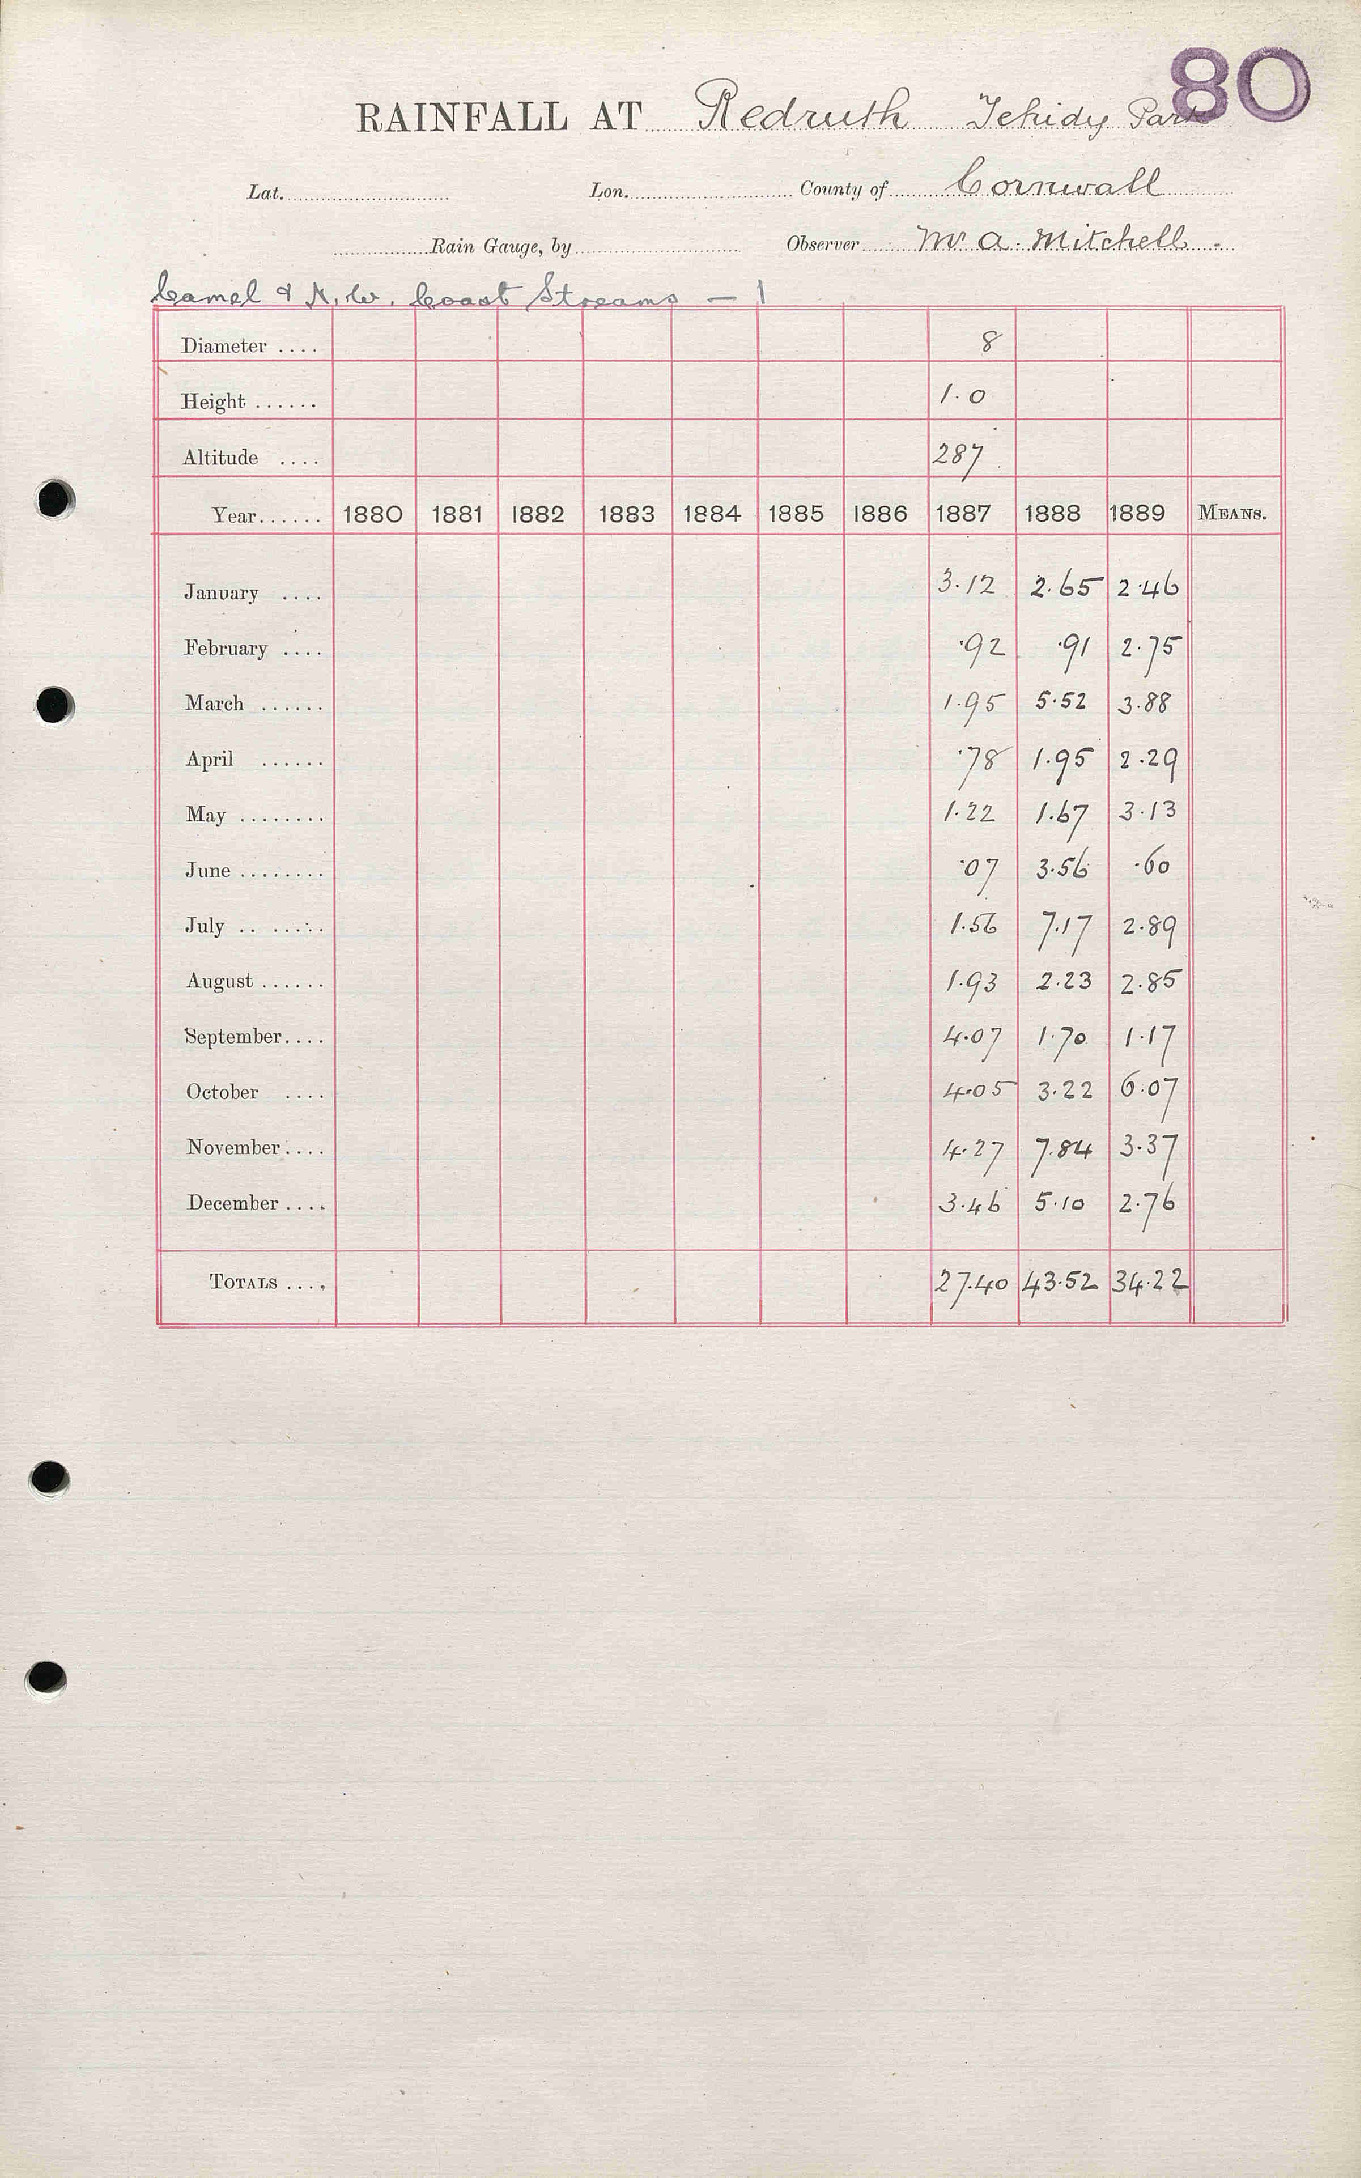 80
RAINFALL AT Redruth Tehidy Park
Lat. Lon. County of Cornwall
Rain Gauge, by Observer Mr A. Mitchell.
Camel & N.W. Coast Streams — 1
Diameter .... 8
Height ...... 1.0
Altitude .... 287
Year...... 1880 1881 1882 1883 1884 1885 1886 1887 1888 1889 MEANS.
January .... 3.12 2.65 2.46
February .... .92 .91 2.75
March ...... 1.95 5.52 3.88
April ...... .78 1.95 2.29
May ........ 1.22 1.67 3.13
June ........ .07 3.56 .60
July .. ...... 1.56 7.17 2.89
August ...... 1.93 2.23 2.85
September.... 4.07 1.70 1.17
October .... 4.05 3.22 6.07
November.... 4.27 7.84 3.37
December.... 3.46 5.10 2.76
TOTALS .... 27.40 43.52 34.22